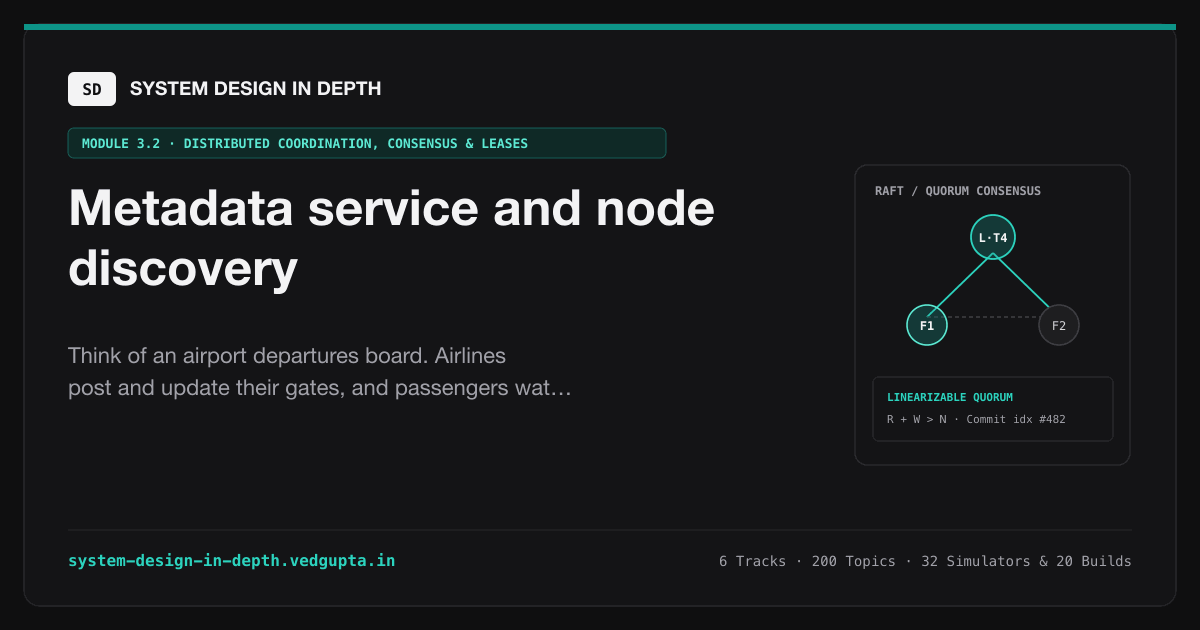 SD SYSTEM DESIGN IN DEPTH
MODULE 3.2 · DISTRIBUTED COORDINATION, CONSENSUS & LEASES
Metadata service and node
discovery
Think of an airport departures board. Airlines
post and update their gates, and passengers wat…
RAFT / QUORUM CONSENSUS
L·T4
F1
F2
LINEARIZABLE QUORUM
R + W > N · Commit idx #482
system-design-in-depth.vedgupta.in
6 Tracks · 200 Topics · 32 Simulators & 20 Builds